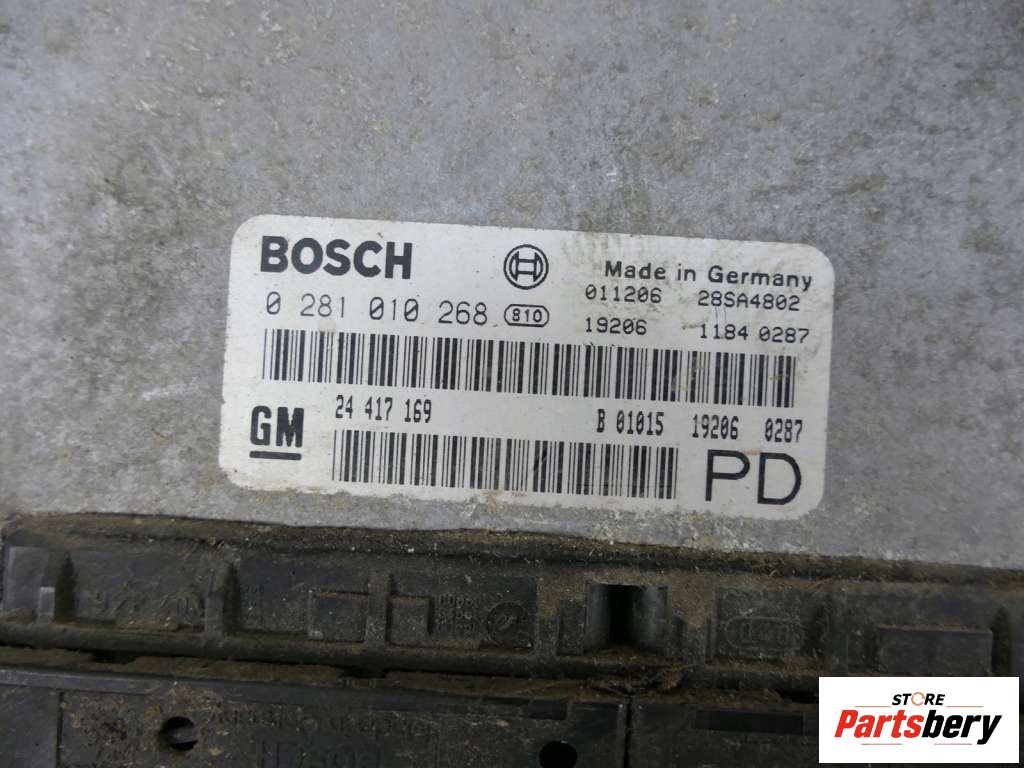 BOSCH
Made in Germany
0 281 010 268 S10
011206 28SA4802
19206 1184 0287
GM
24 417 169 B 01015 19206 0287
PD
STORE
Partsbery